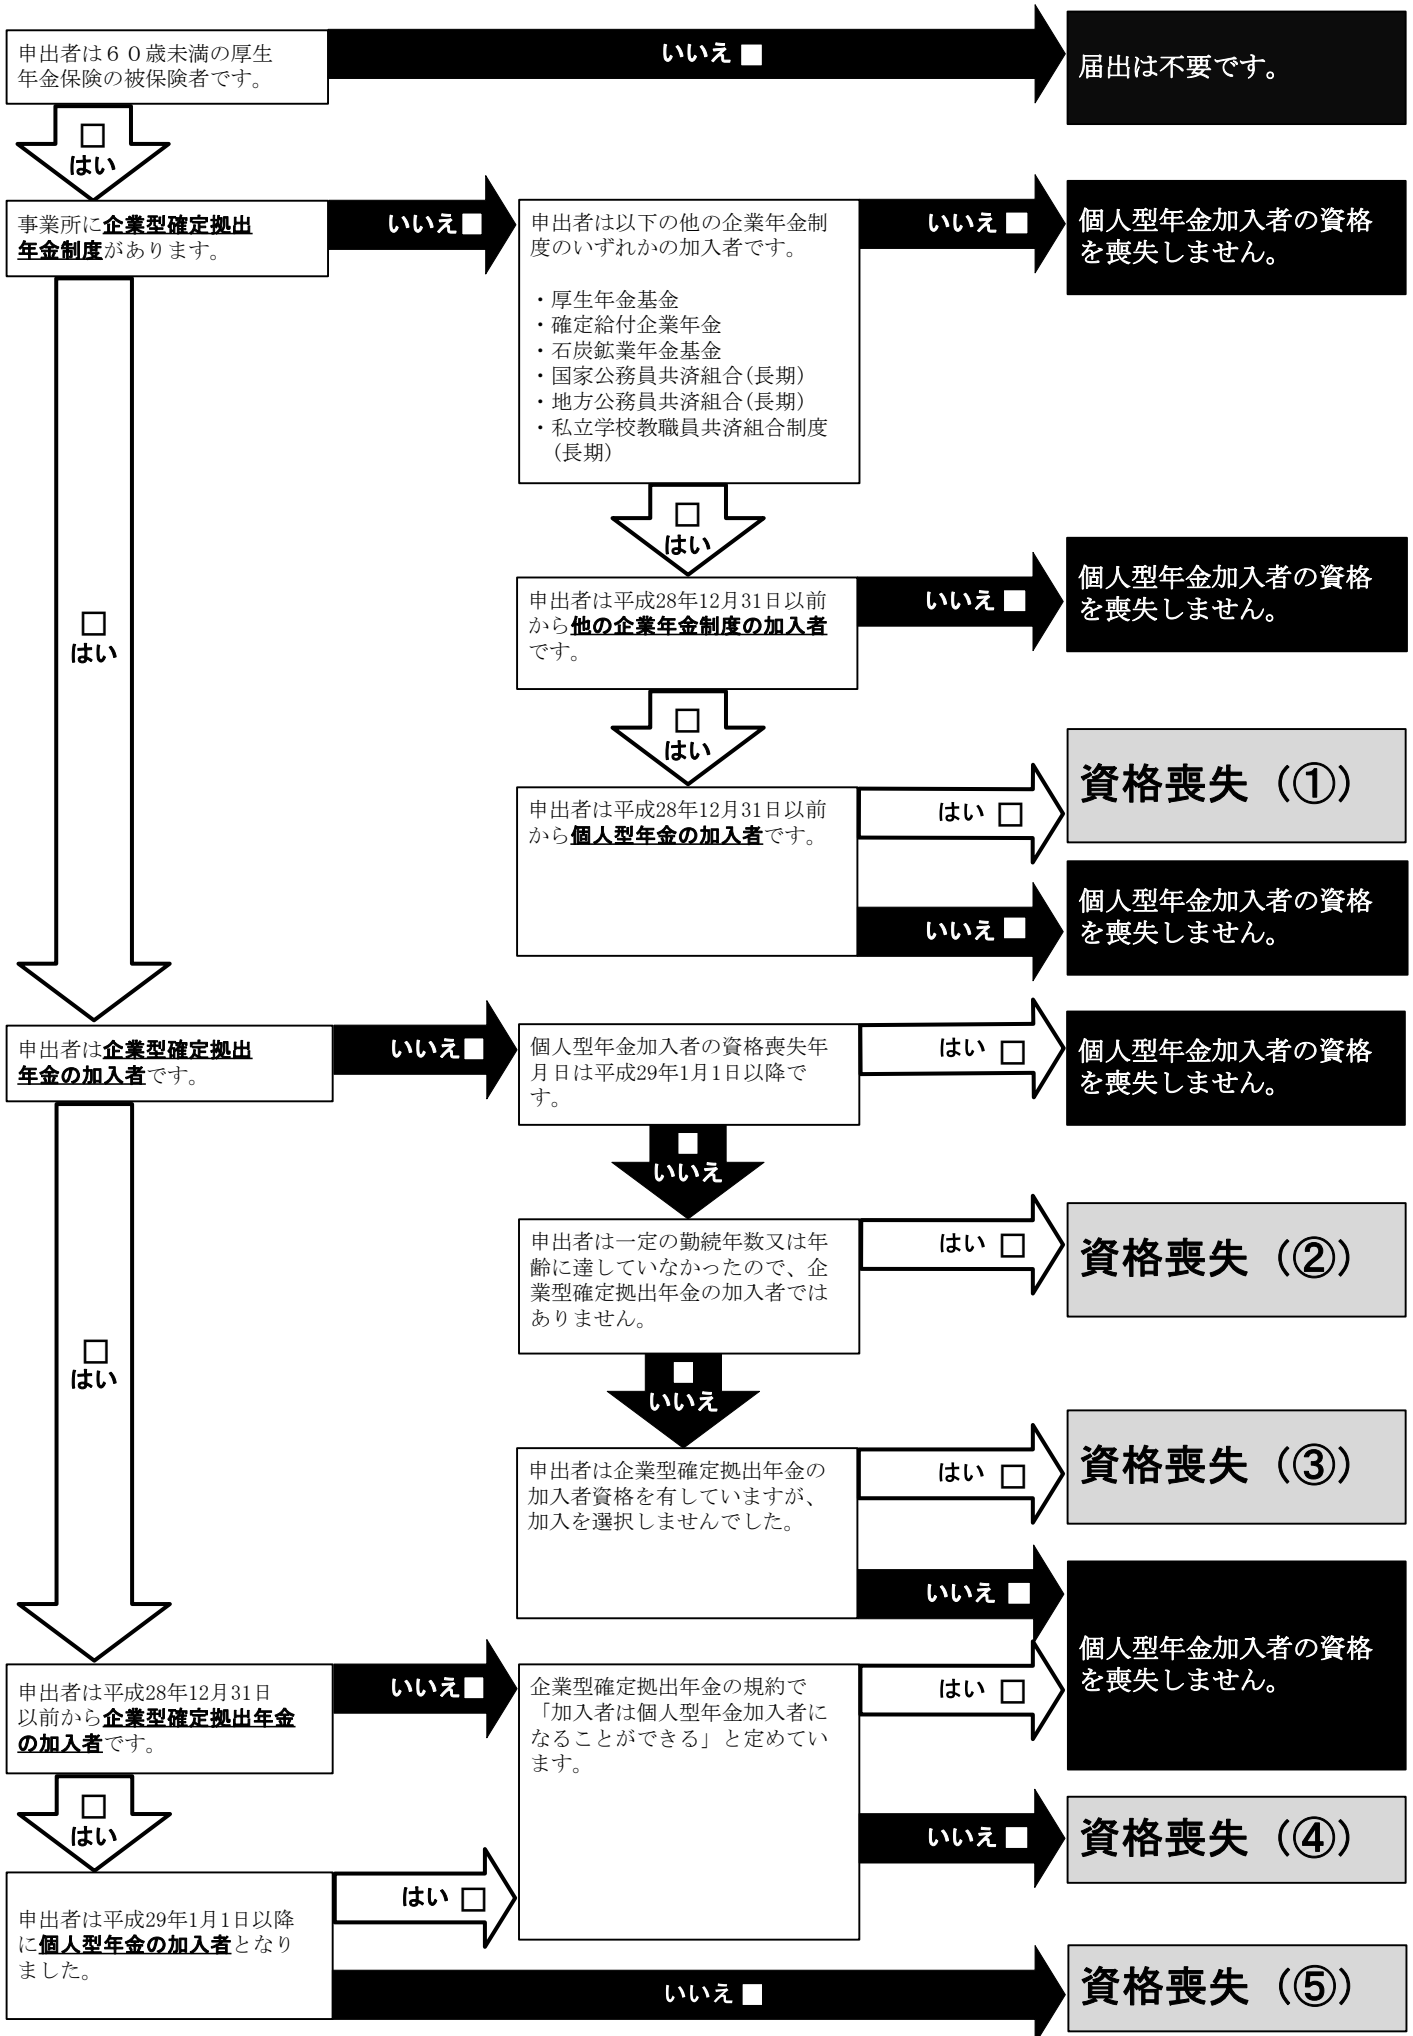 申出者は６０歳未満の厚生
年金保険の被保険者です。
いいえ
届出は不要です。
はい
事業所に企業型確定拠出
年金制度があります。
いいえ
申出者は以下の他の企業年金制
度のいずれかの加入者です。
・厚生年金基金
・確定給付企業年金
・石炭鉱業年金基金
・国家公務員共済組合(長期)
・地方公務員共済組合(長期)
・私立学校教職員共済組合制度
(長期)
いいえ
個人型年金加入者の資格
を喪失しません。
はい
申出者は平成28年12月31日以前
から他の企業年金制度の加入者
です。
いいえ
個人型年金加入者の資格
を喪失しません。
はい
はい
申出者は平成28年12月31日以前
から個人型年金の加入者です。
はい
資格喪失（①）
いいえ
個人型年金加入者の資格
を喪失しません。
申出者は企業型確定拠出
年金の加入者です。
いいえ
個人型年金加入者の資格喪失年
月日は平成29年1月1日以降で
す。
はい
個人型年金加入者の資格
を喪失しません。
いいえ
申出者は一定の勤続年数又は年
齢に達していなかったので、企
業型確定拠出年金の加入者では
ありません。
はい
資格喪失（②）
はい
いいえ
申出者は企業型確定拠出年金の
加入者資格を有していますが、
加入を選択しませんでした。
はい
資格喪失（③）
いいえ
個人型年金加入者の資格
を喪失しません。
申出者は平成28年12月31日
以前から企業型確定拠出年金
の加入者です。
いいえ
企業型確定拠出年金の規約で
「加入者は個人型年金加入者に
なることができる」と定めてい
ます。
はい
いいえ
資格喪失（④）
はい
申出者は平成29年1月1日以降
に個人型年金の加入者となり
ました。
はい
いいえ
資格喪失（⑤）